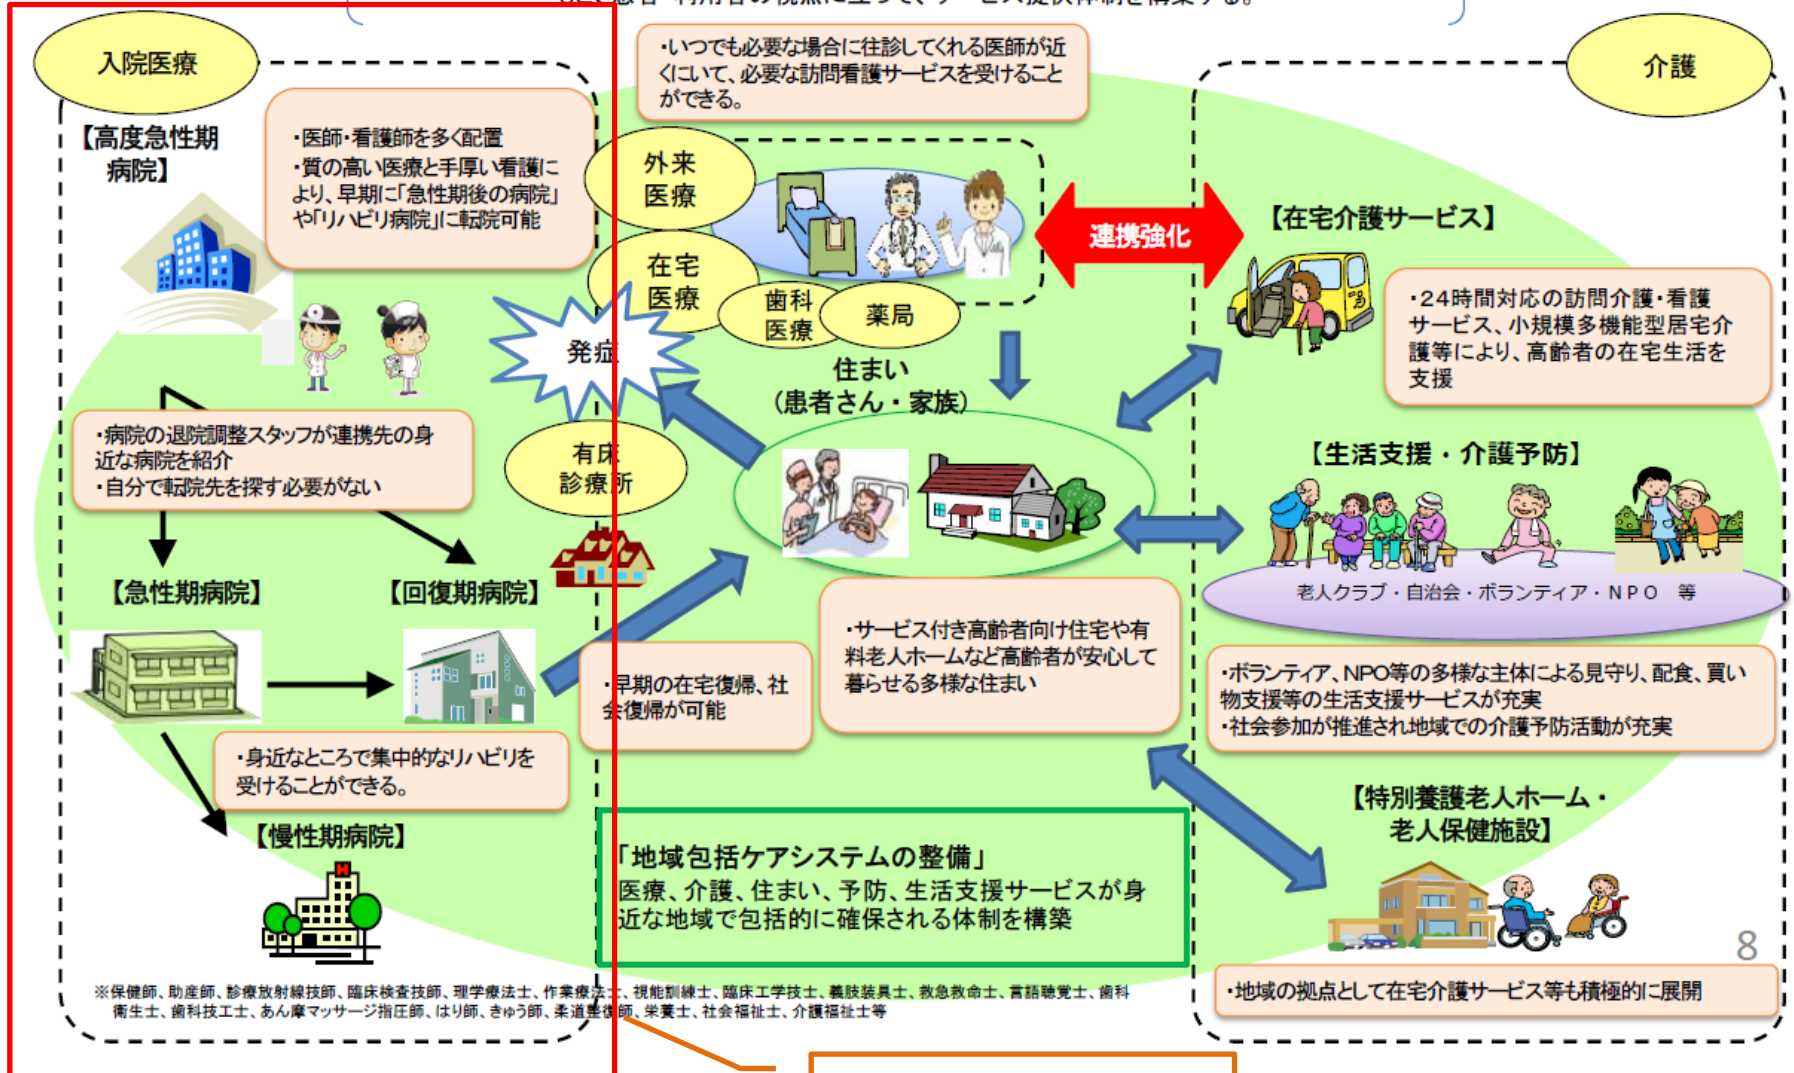 、患者・利用者の視点に立って、サービス提供体制を構築する。
入院医療
【高度急性期
病院】
・医師・看護師を多く配置
・質の高い医療と手厚い看護に
より、早期に「急性期後の病院」
や「リハビリ病院」に転院可能
・病院の退院調整スタッフが連携先の身
近な病院を紹介
・自分で転院先を探す必要がない
【急性期病院】
【回復期病院】
・身近なところで集中的なリハビリを
受けることができる。
【慢性期病院】
H
・いつでも必要な場合に往診してくれる医師が近
くにいて、必要な訪問看護サービスを受けること
ができる。
外来
医療
在宅
医療
歯科
医療
薬局
発症
有床
診療所
住まい
(患者さん・家族)
・早期の在宅復帰、社
会復帰が可能
・サービス付き高齢者向け住宅や有
料老人ホームなど高齢者が安心して
暮らせる多様な住まい
「地域包括ケアシステムの整備」
医療、介護、住まい、予防、生活支援サービスが身
近な地域で包括的に確保される体制を構築
連携強化
介護
【在宅介護サービス】
・24時間対応の訪問介護・看護
サービス、小規模多機能型居宅介
護等により、高齢者の在宅生活を
支援
【生活支援・介護予防】
老人クラブ・自治会・ボランティア・NPO 等
・ボランティア、NPO等の多様な主体による見守り、配食、買い
物支援等の生活支援サービスが充実
・社会参加が推進され地域での介護予防活動が充実
【特別養護老人ホーム・
老人保健施設】
・地域の拠点として在宅介護サービス等も積極的に展開
8
※保健師、助産師、診療放射線技師、臨床検査技師、理学療法士、作業療法士、視能訓練士、臨床工学技士、義肢装具士、救急救命士、言語聴覚士、歯科
衛生士、歯科技工士、あん摩マッサージ指圧師、はり師、きゅう師、柔道整復師、栄養士、社会福祉士、介護福祉士等